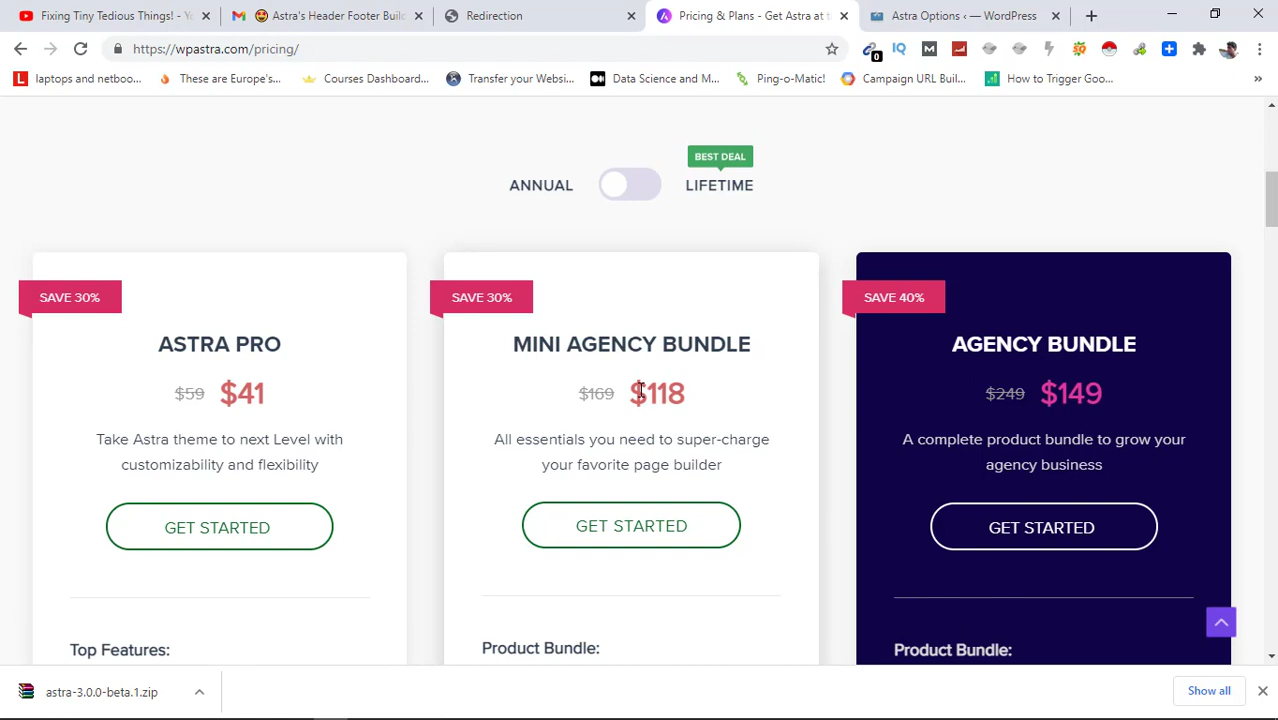 Fixing Tiny Tedious Things! - Y
Astra's Header Footer Buil
Redirection
Pricing & Plans - Get Astra at t
Astra Options ‹ — WordPress
https://wpastra.com/pricing/
0
IQ
M
L
laptops and netboo...
These are Europe's...
Courses Dashboard...
Transfer your Websi...
Data Science and M...
Ping-o-Matic!
Campaign URL Buil...
How to Trigger Goo...
»
BEST DEAL
ANNUAL
LIFETIME
SAVE 30%
ASTRA PRO
$59 $41
Take Astra theme to next Level with
customizability and flexibility
GET STARTED
Top Features:
SAVE 30%
MINI AGENCY BUNDLE
$169 $118
All essentials you need to super-charge
your favorite page builder
GET STARTED
Product Bundle:
SAVE 40%
AGENCY BUNDLE
$249 $149
A complete product bundle to grow your
agency business
GET STARTED
Product Bundle:
astra-3.0.0-beta.1.zip
Show all